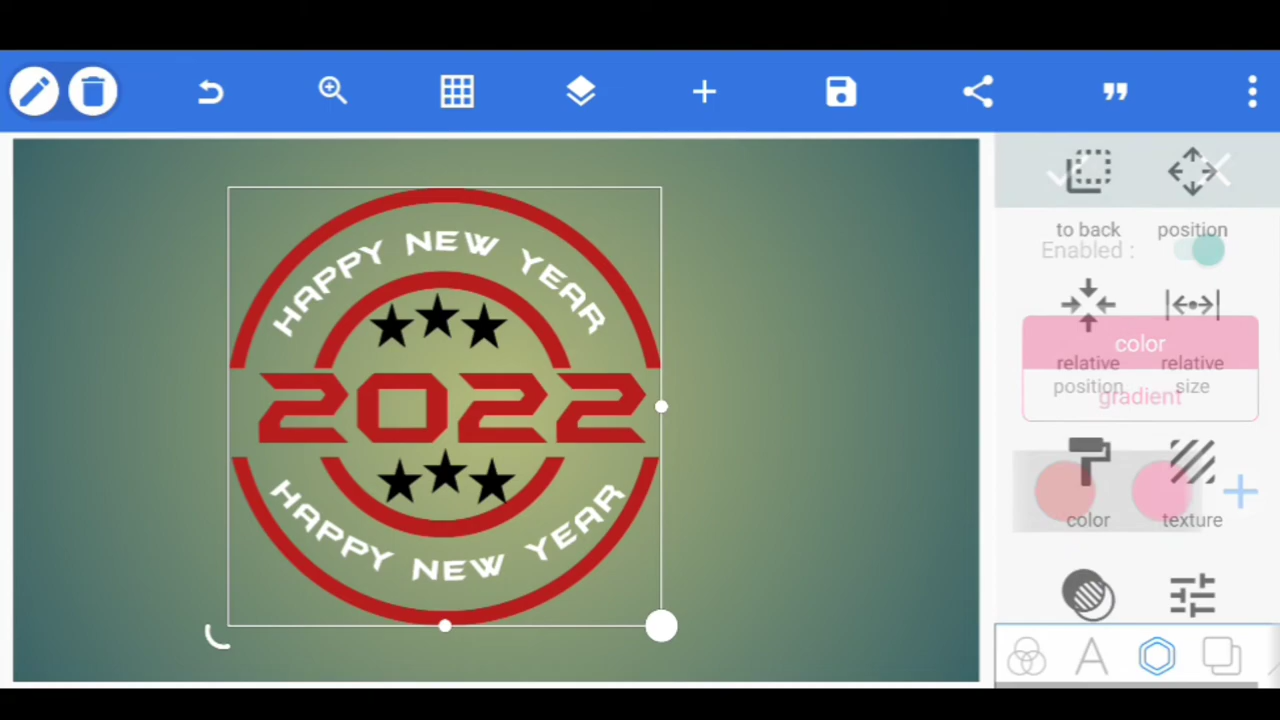 HAPPY NEW YEAR
2022
HAPPY NEW YEAR
to back
position
Enabled :
color
relative position
relative size
gradient
color
texture